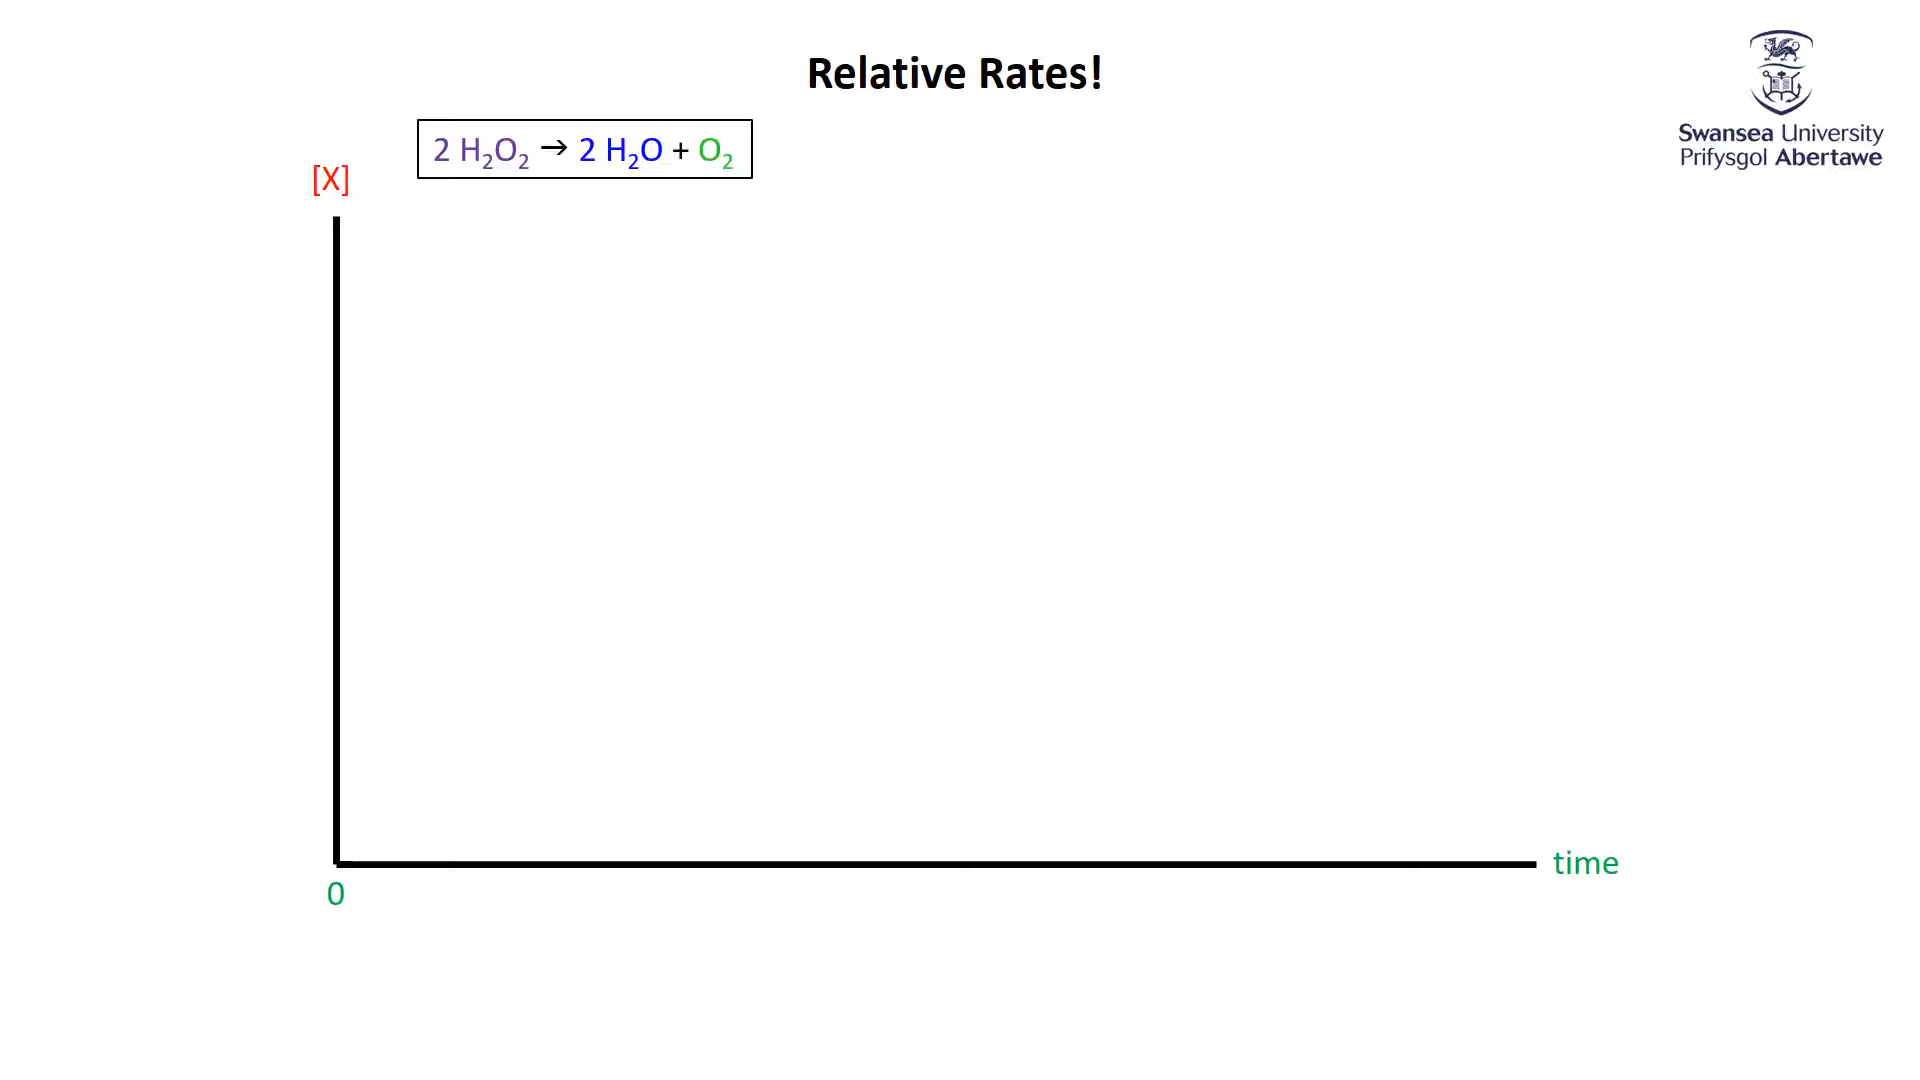 Relative Rates!
Swansea University
Prifysgol Abertawe
2 H₂O₂ → 2 H₂O + O₂
[X]
time
0